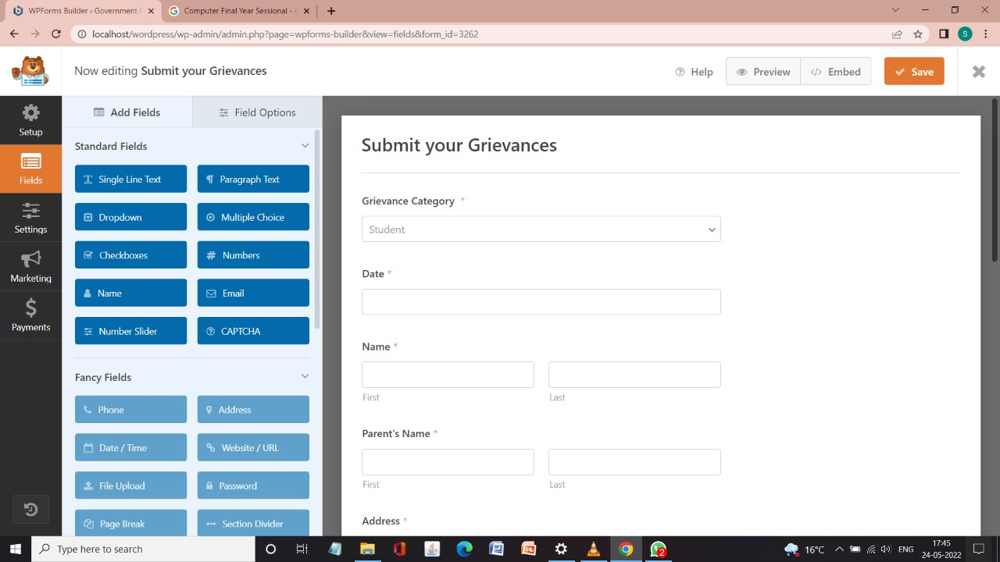 WPForms Builder ‹ Government
Computer Final Year Sessional -
localhost/wordpress/wp-admin/admin.php?page=wpforms-builder&view=fields&form_id=3262
S
Now editing Submit your Grievances
Help
Preview
</> Embed
Save
Setup
Fields
Settings
Marketing
Payments
Add Fields
Field Options
Standard Fields
Single Line Text
Paragraph Text
Dropdown
Multiple Choice
Checkboxes
Numbers
Name
Email
Number Slider
CAPTCHA
Fancy Fields
Phone
Address
Date / Time
Website / URL
File Upload
Password
Page Break
Section Divider
Submit your Grievances
Grievance Category *
Student
Date *
Name *
First
Last
Parent's Name *
First
Last
Address *
Type here to search
2
16°C
ENG
17:45
24-05-2022